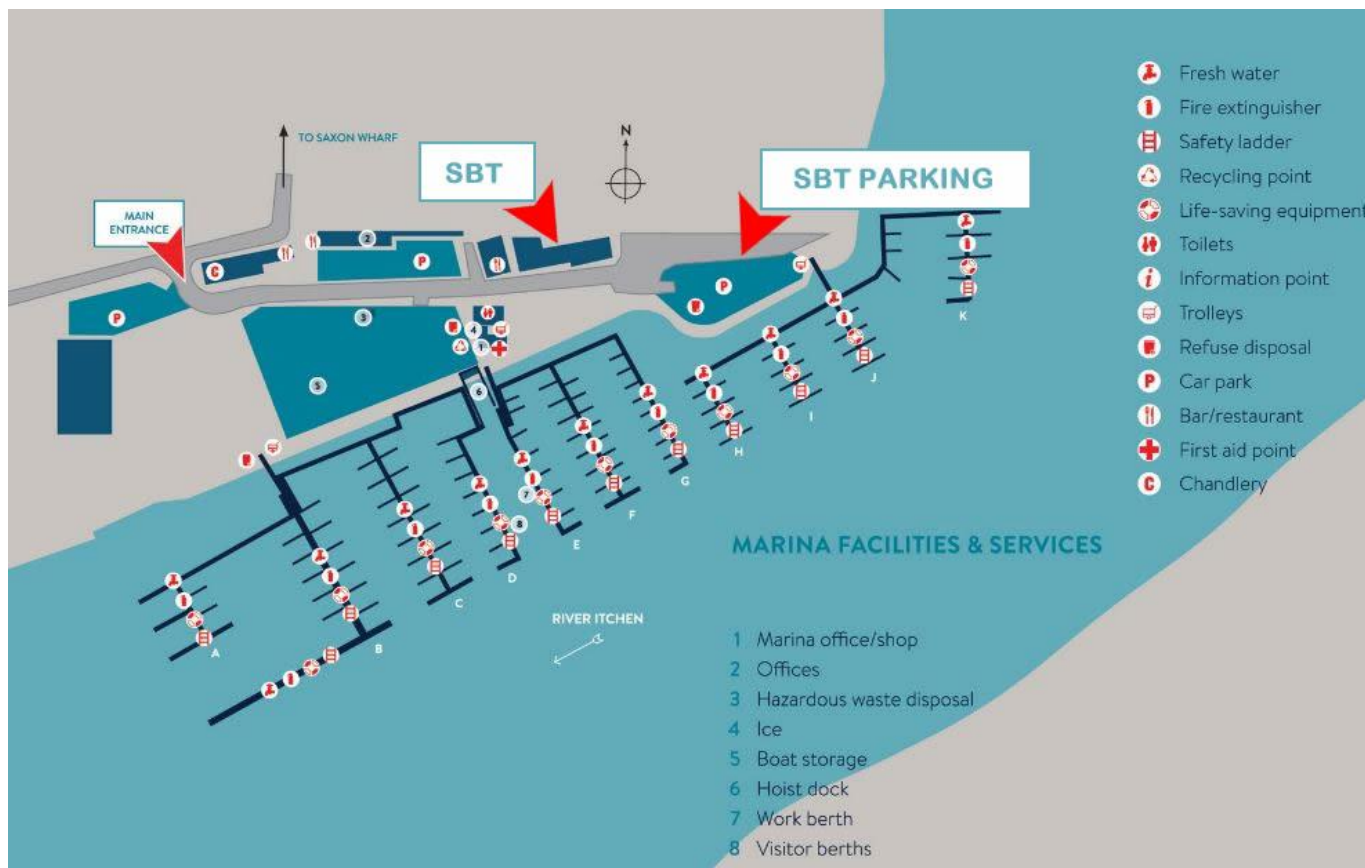 TO SAXON WHARF
N
SBT
SBT PARKING
MAIN
ENTRANCE
2
C
P
P
3
4
1
5
6
P
K
J
I
H
G
7
8
F
E
D
C
B
A
RIVER ITCHEN
Fresh water
Fire extinguisher
Safety ladder
Recycling point
Life-saving equipment
Toilets
i Information point
Trolleys
Refuse disposal
P Car park
Bar/restaurant
First aid point
C Chandlery
MARINA FACILITIES & SERVICES
1 Marina office/shop
2 Offices
3 Hazardous waste disposal
4 Ice
5 Boat storage
6 Hoist dock
7 Work berth
8 Visitor berths